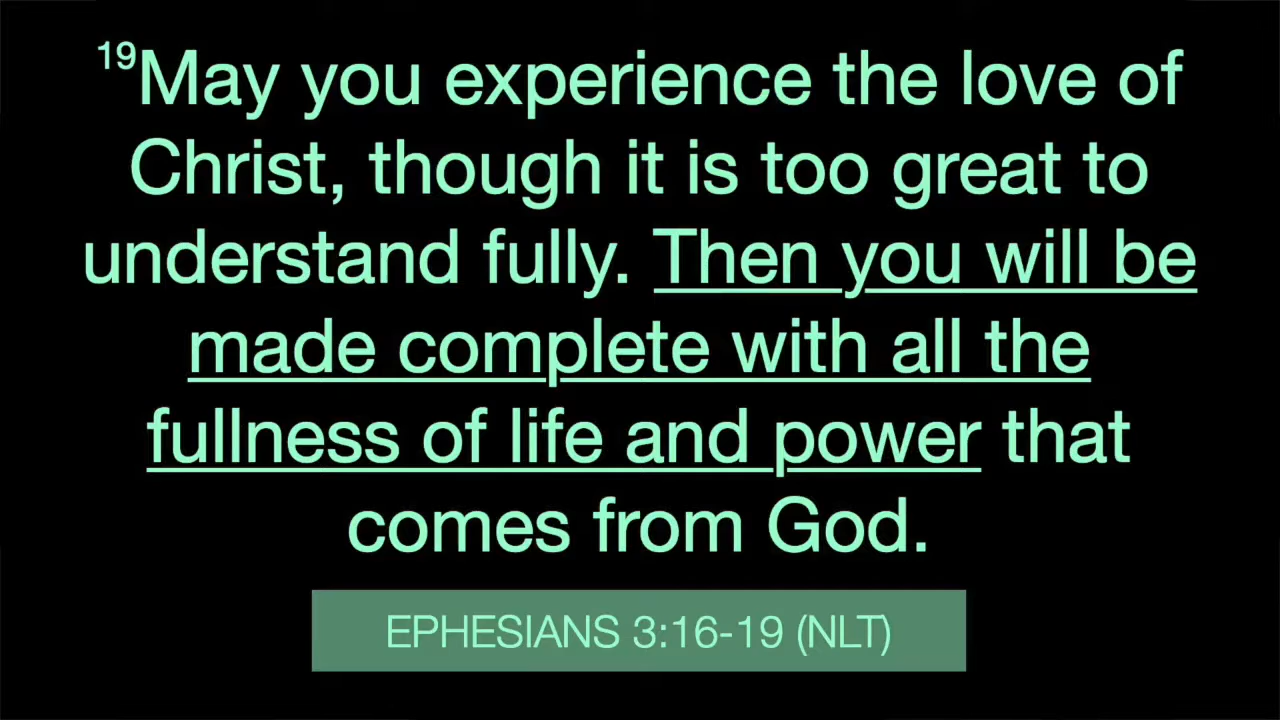 19May you experience the love of
Christ, though it is too great to
understand fully. Then you will be
made complete with all the
fullness of life and power that
comes from God.
EPHESIANS 3:16-19 (NLT)